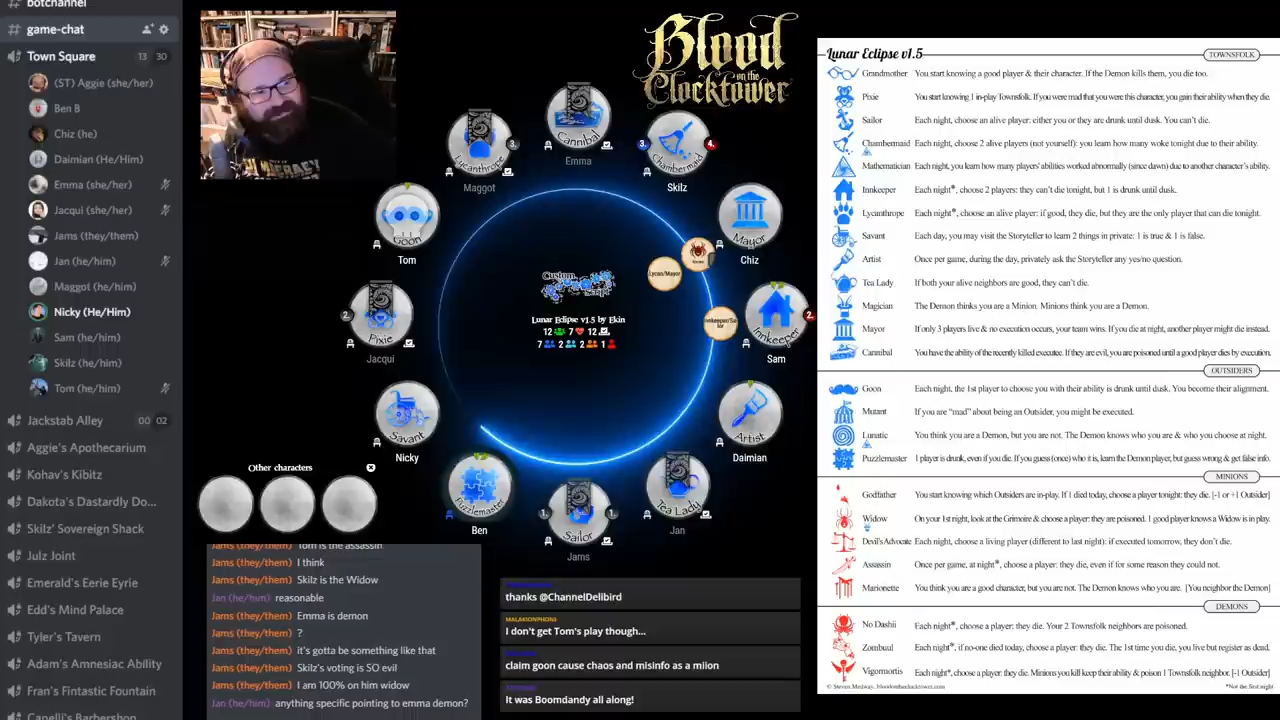 botchannel
# game-chat
Town Square 13 30
(ST) Aggie (she/her)
Ben B
Chiz (he)
Daimian (He/Him)
Emma (she/her)
Jacqui (she/her)
Jams (they/them)
Jan (he/him)
Maggot (he/him)
Nicky (He/Him)
Sam (he/him)
Skilz (he/him)
Tom (he/him)
Jackstab Alley 00 02
Aggie's Apothecarium
Kohav's Kibitz
Dakota's Dastardly Do...
Skilz' Sovereign Shack
Julz Joint
Emerald's Eerie Eyrie
Edd's Mind Palace
Tyler's Tavern
Adam's Amnesiac Ability
Fran's Finastic Fountain
Capelli's Barbershop
Blood
on the
Clocktower
Lycanthrope
Maggot
Cannibal
Emma
Chambermaid
Skilz
Goon
Tom
Mayor
Chiz
Pixie
Jacqui
Innkeeper
Sam
Savant
Nicky
Artist
Daimian
Puzzlemaster
Ben
Sailor
Jams
Tea Lady
Jan
Lycan/Mayor
Custom
Script
Lunar Eclipse v1.5 by Ekin
12 7 12
7 2 2 1
Other characters
Jams (they/them) Tom is the assassin
Jams (they/them) I think
Jams (they/them) Skilz is the Widow
Jan (he/him) reasonable
Jams (they/them) Emma is demon
Jams (they/them) ?
Jams (they/them) it's gotta be something like that
Jams (they/them) Skilz's voting is SO evil
Jams (they/them) I am 100% on him widow
Jan (he/him) anything specific pointing to emma demon?
thanks @ChannelDelibird
I don't get Tom's play though...
claim goon cause chaos and misinfo as a miion
It was Boomandy all along!
Lunar Eclipse v1.5
TOWNSFOLK
Grandmother You start knowing a good player & their character. If the Demon kills them, you die too.
Pixie You start knowing 1 in-play Townsfolk. If you were mad that you were this character, you gain their ability when they die.
Sailor Each night, choose an alive player: either you or they are drunk until dusk. You can't die.
Chambermaid Each night, choose 2 alive players (not yourself): you learn how many woke tonight due to their ability.
Mathematician Each night, you learn how many players' abilities worked abnormally (since dawn) due to another character's ability.
Innkeeper Each night*, choose 2 players: they can't die tonight, but 1 is drunk until dusk.
Lycanthrope Each night*, choose an alive player: if good, they die, but they are the only player that can die tonight.
Savant Each day, you may visit the Storyteller to learn 2 things in private: 1 is true & 1 is false.
Artist Once per game, during the day, privately ask the Storyteller any yes/no question.
Tea Lady If both your alive neighbors are good, they can't die.
Magician The Demon thinks you are a Minion. Minions think you are a Demon.
Mayor If only 3 players live & no execution occurs, your team wins. If you die at night, another player might die instead.
Cannibal You have the ability of the recently killed executee. If they are evil, you are poisoned until a good player dies by execution.
OUTSIDERS
Goon Each night, the 1st player to choose you with their ability is drunk until dusk. You become their alignment.
Mutant If you are "mad" about being an Outsider, you might be executed.
Lunatic You think you are a Demon, but you are not. The Demon knows who you are & who you choose at night.
Puzzlemaster 1 player is drunk, even if you die. If you guess (once) who it is, learn the Demon player, but guess wrong & get false info.
MINIONS
Godfather You start knowing which Outsiders are in-play. If 1 died today, choose a player tonight: they die. [-1 or +1 Outsider]
Widow On your 1st night, look at the Grimoire & choose a player: they are poisoned. 1 good player knows a Widow is in play.
Devil's Advocate Each night, choose a living player (different to last night): if executed tomorrow, they don't die.
Assassin Once per game, at night*, choose a player: they die, even if for some reason they could not.
Marionette You think you are a good character, but you are not. The Demon knows who you are. [You neighbor the Demon]
DEMONS
No Dashii Each night*, choose a player: they die. Your 2 Townsfolk neighbors are poisoned.
Zombuul Each night*, if no-one died today, choose a player: they die. The 1st time you die, you live but register as dead.
Vigormortis Each night*, choose a player: they die. Minions you kill keep their ability & poison 1 Townsfolk neighbor. [-1 Outsider]
© Steven Medway, bloodontheclocktower.com *Not the first night